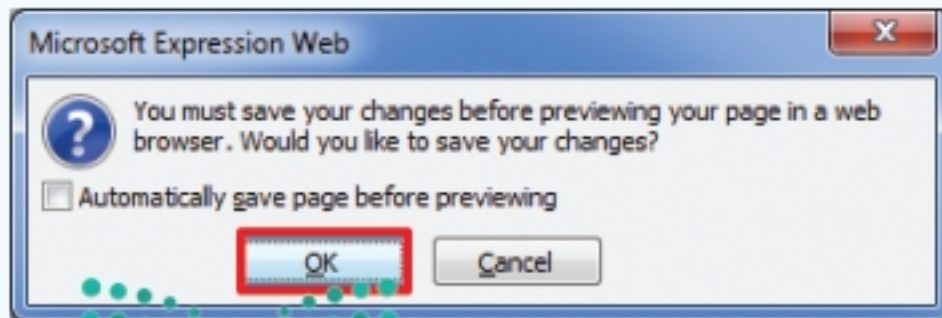 Microsoft Expression Web
You must save your changes before previewing your page in a web
browser. Would you like to save your changes?
Automatically save page before previewing
OK
Cancel